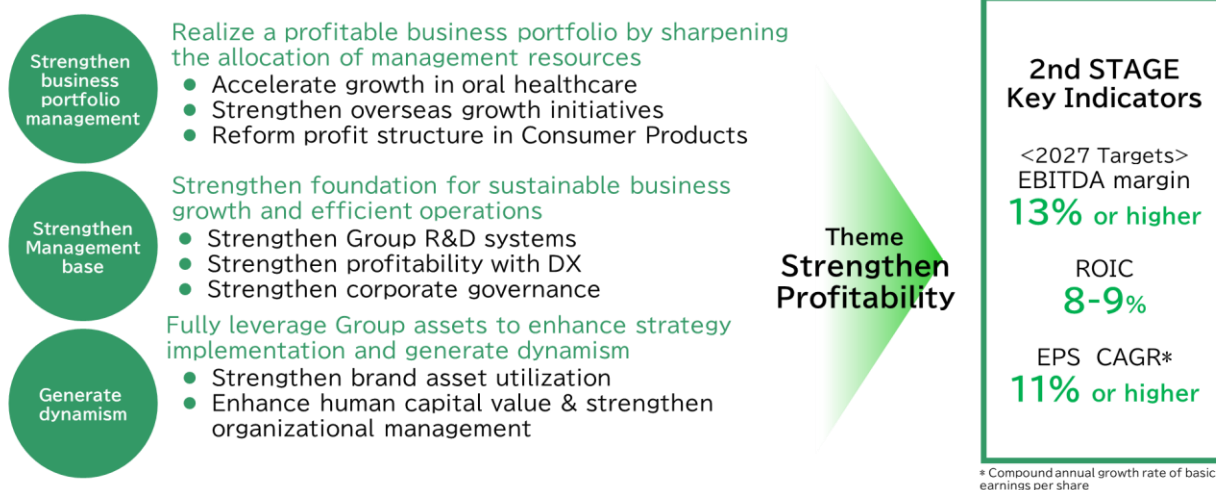 Strengthen
business
portfolio
management
Realize a profitable business portfolio by sharpening
the allocation of management resources
● Accelerate growth in oral healthcare
● Strengthen overseas growth initiatives
● Reform profit structure in Consumer Products
Strengthen
Management
base
Strengthen foundation for sustainable business
growth and efficient operations
● Strengthen Group R&D systems
● Strengthen profitability with DX
● Strengthen corporate governance
Generate
dynamism
Fully leverage Group assets to enhance strategy
implementation and generate dynamism
● Strengthen brand asset utilization
● Enhance human capital value & strengthen
organizational management
Theme
Strengthen
Profitability
2nd STAGE
Key Indicators
<2027 Targets>
EBITDA margin
13% or higher
ROIC
8-9%
EPS CAGR*
11% or higher
* Compound annual growth rate of basic
earnings per share